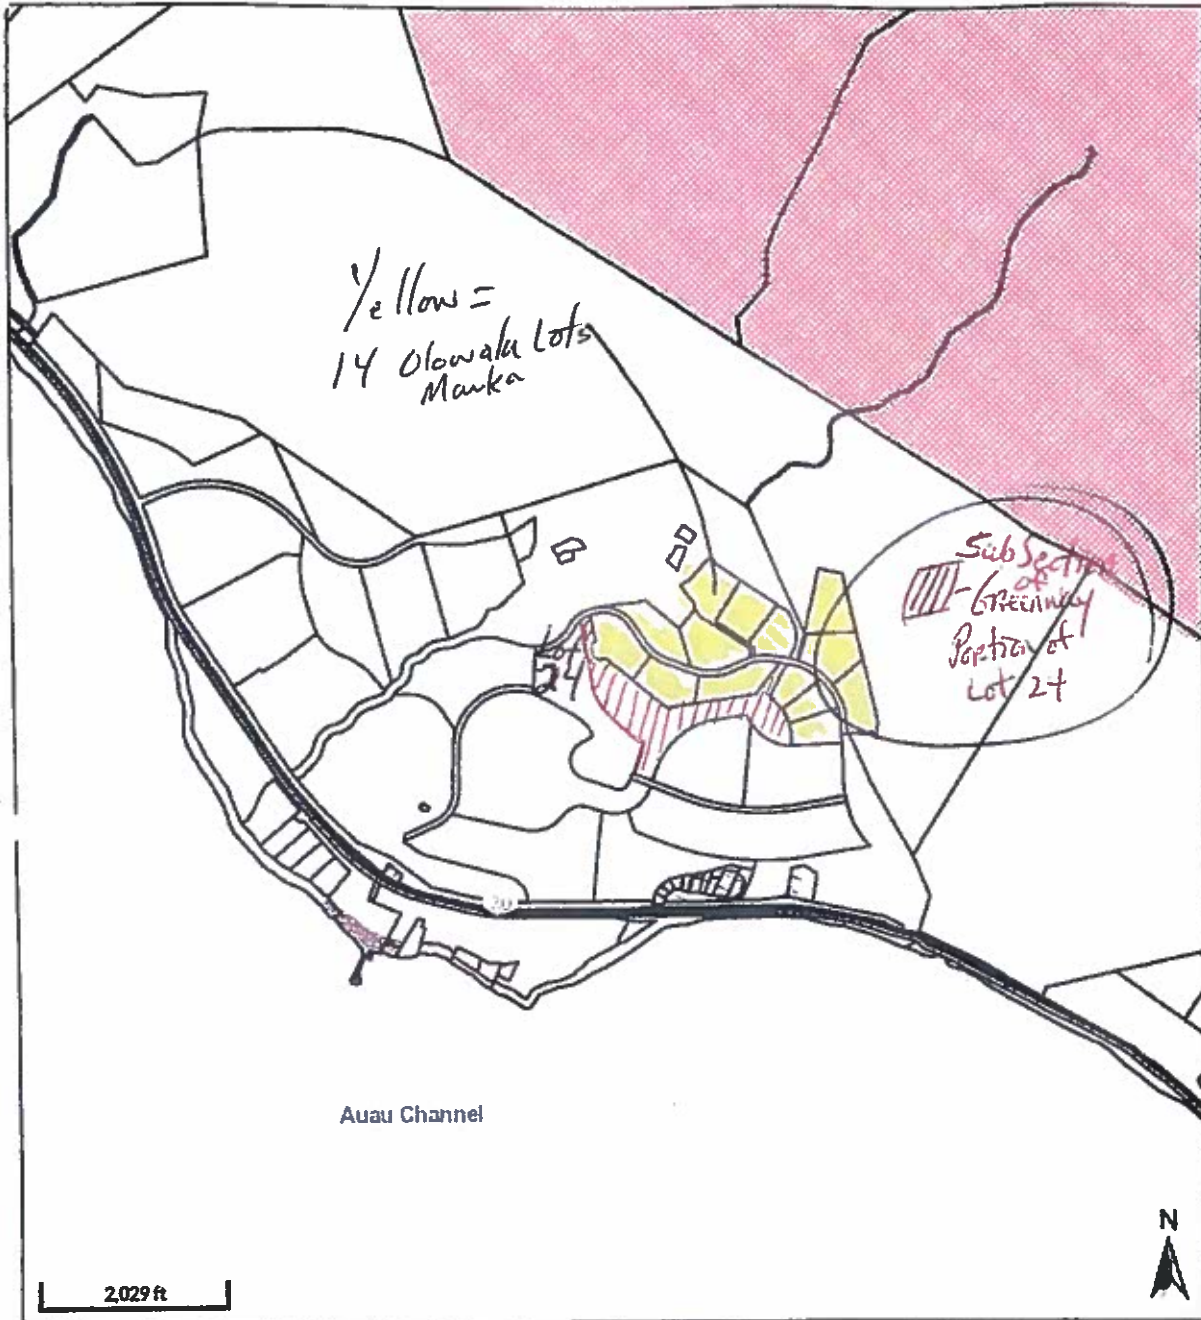 Yellow =
14 Olowalu Lots
Mauka
Sub Section
of
- Greenway
Portion of
Lot 24
Lot
30
Auau Channel
N
2,029 ft